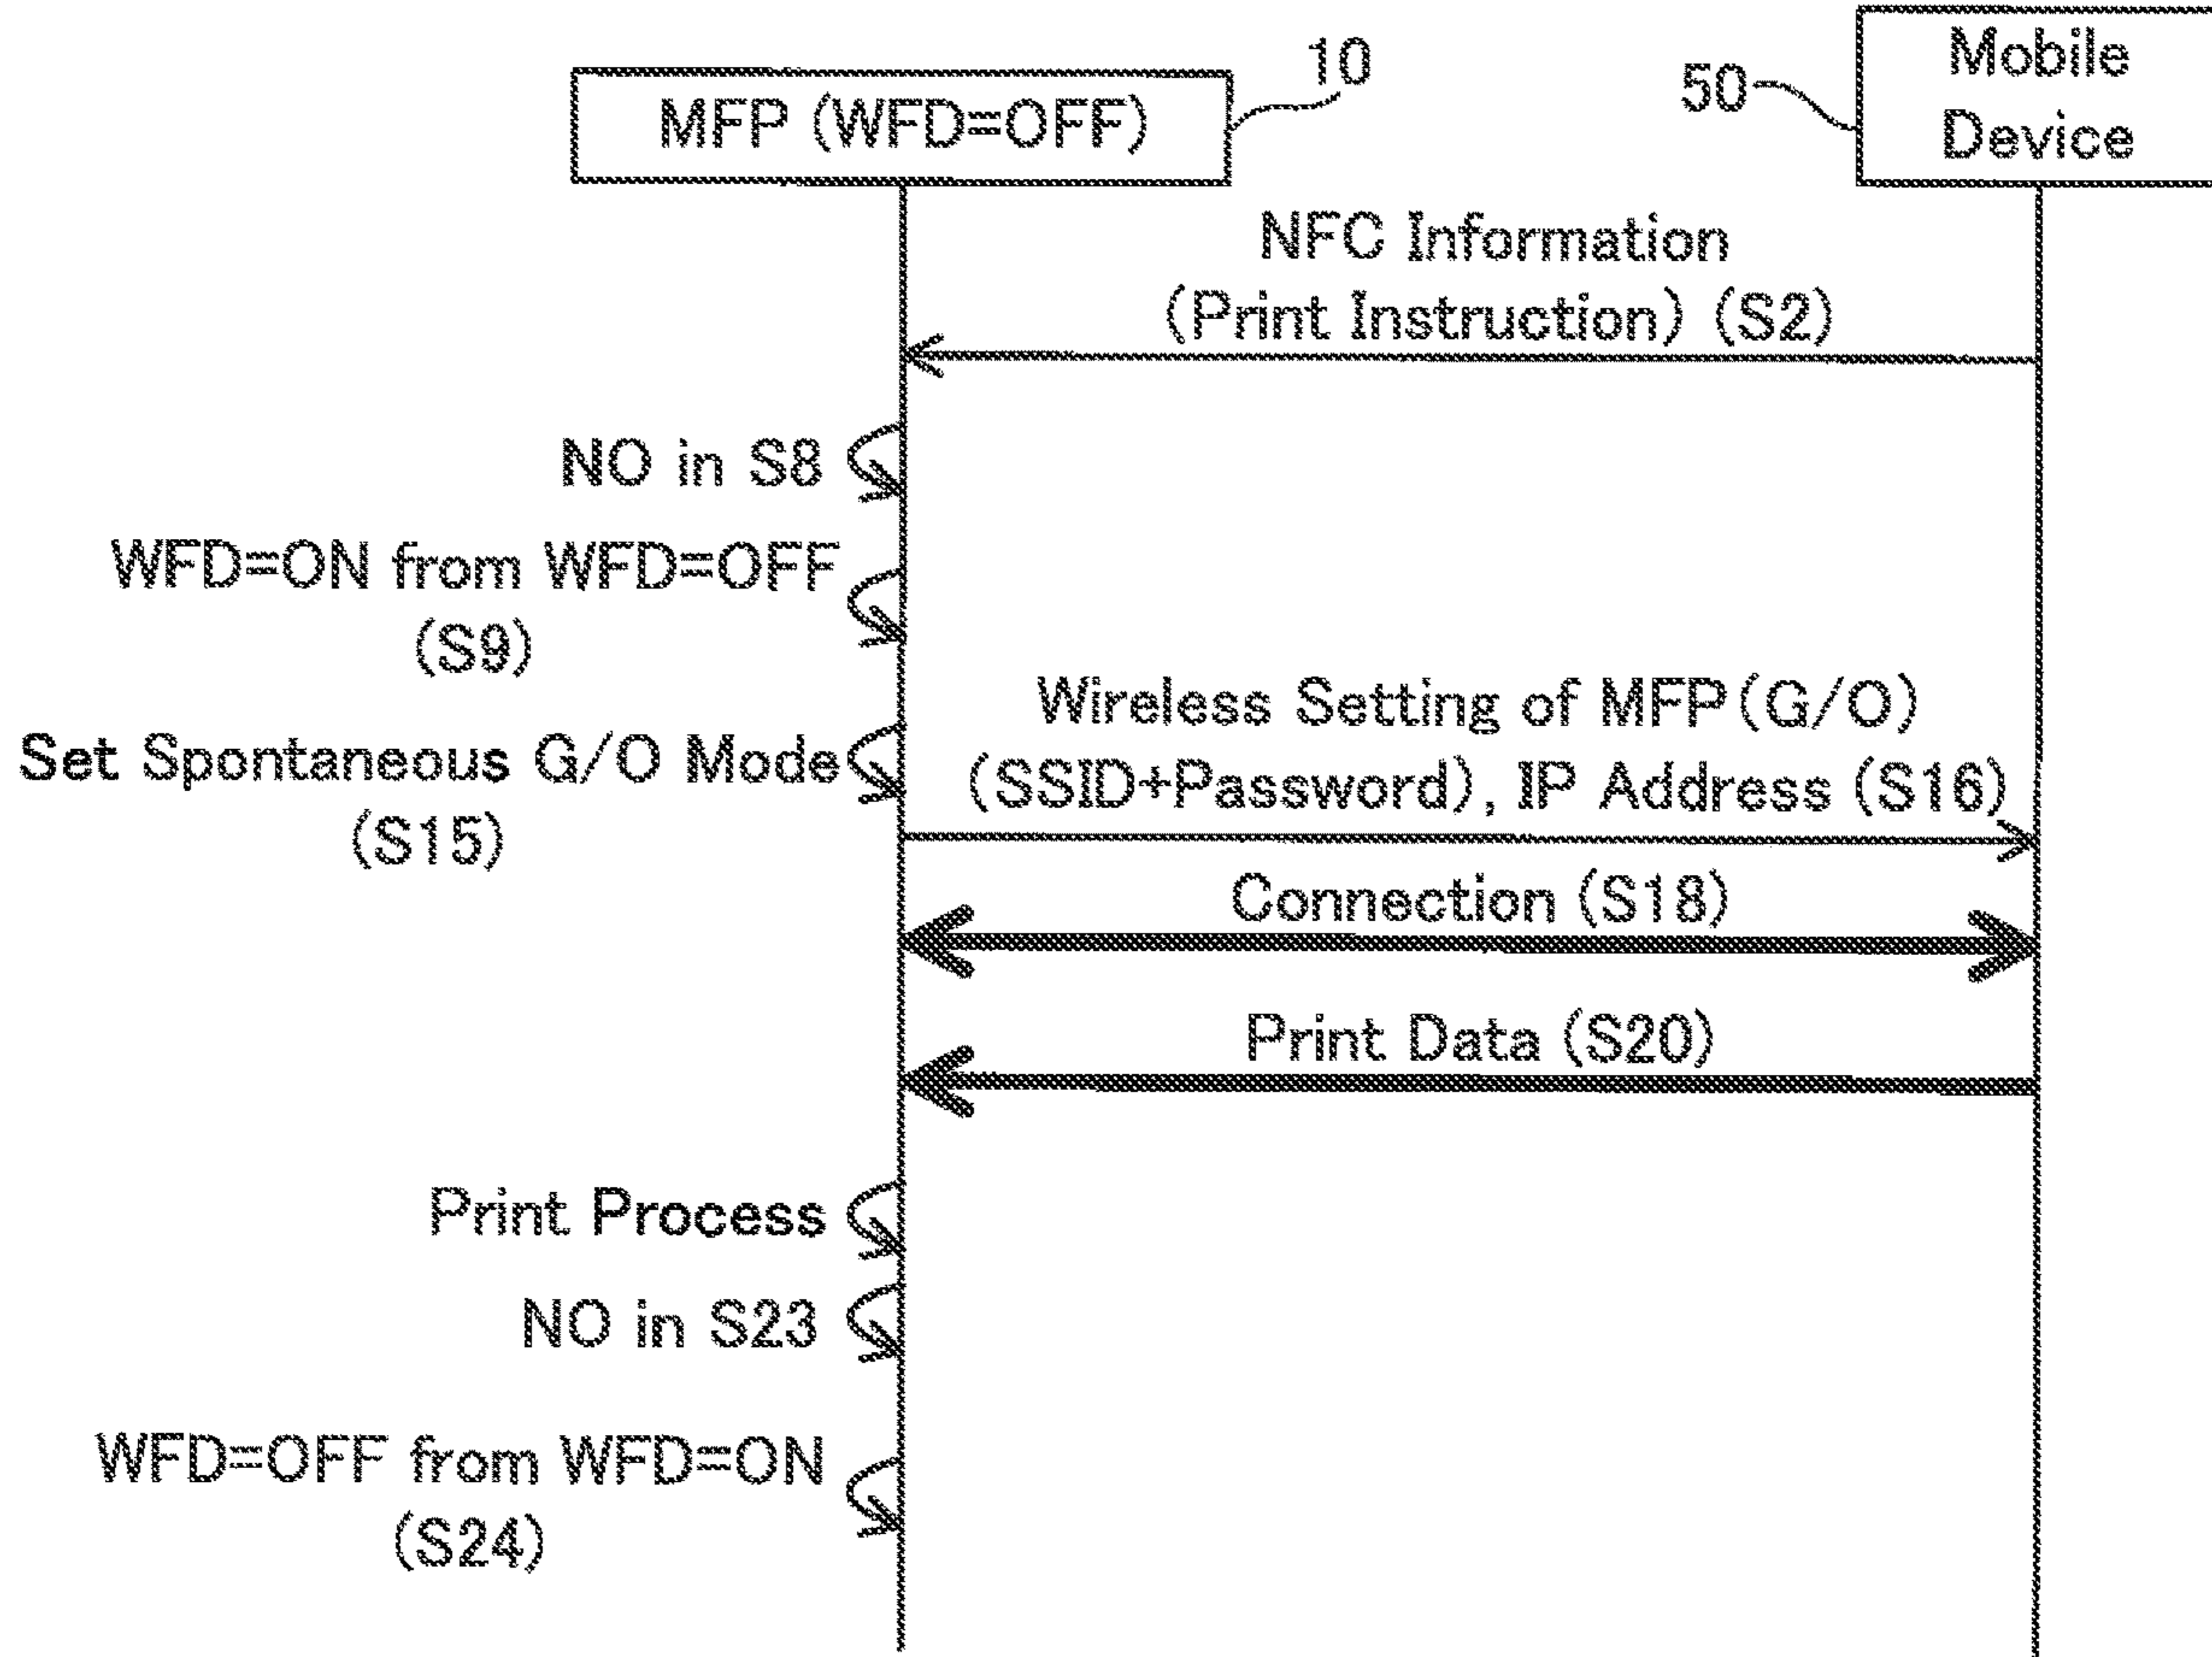 10
MFP (WFD=OFF)
50
Mobile
Device
NFC Information
(Print Instruction) (S2)
NO in S8
WFD=ON from WFD=OFF
(S9)
Wireless Setting of MFP(G/O)
(SSID+Password), IP Address (S16)
Set Spontaneous G/O Mode
(S15)
Connection (S18)
Print Data (S20)
Print Process
NO in S23
WFD=OFF from WFD=ON
(S24)